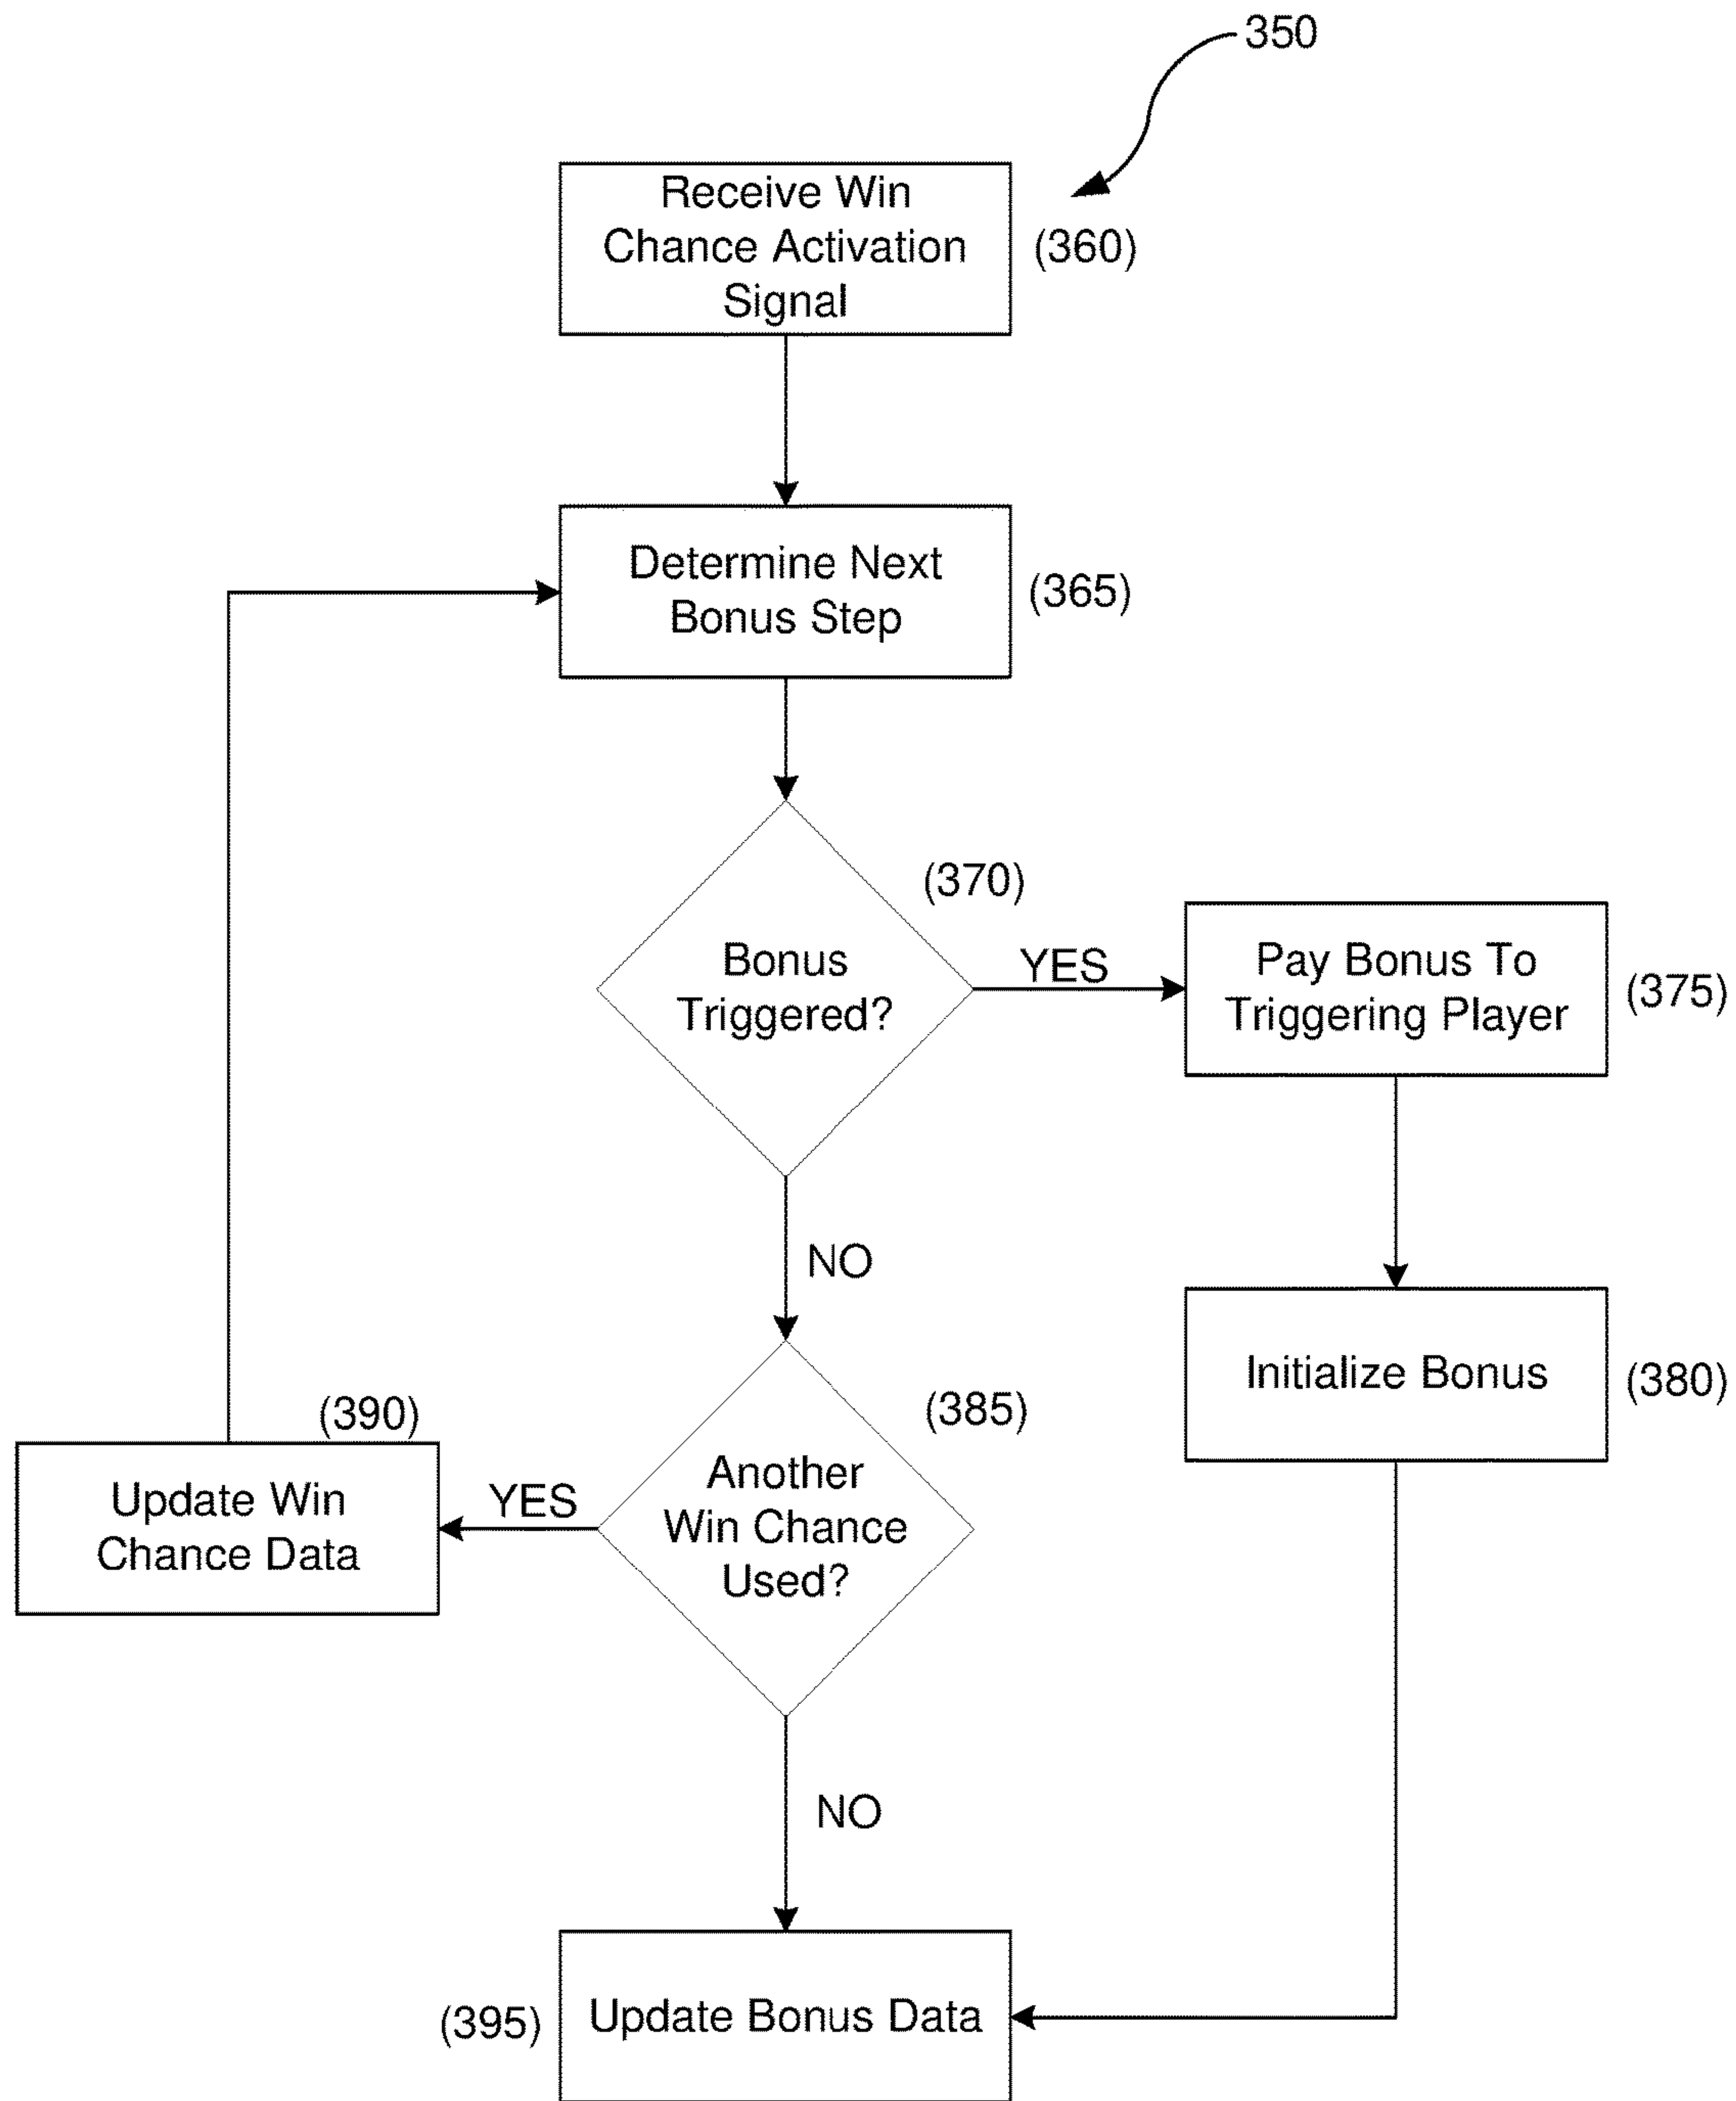 350
Receive Win
Chance Activation
Signal
(360)
Determine Next
Bonus Step
(365)
(370)
Bonus
Triggered?
YES
Pay Bonus To
Triggering Player
(375)
NO
Initialize Bonus
(380)
(385)
Another
Win Chance
Used?
YES
(390)
Update Win
Chance Data
NO
Update Bonus Data
(395)